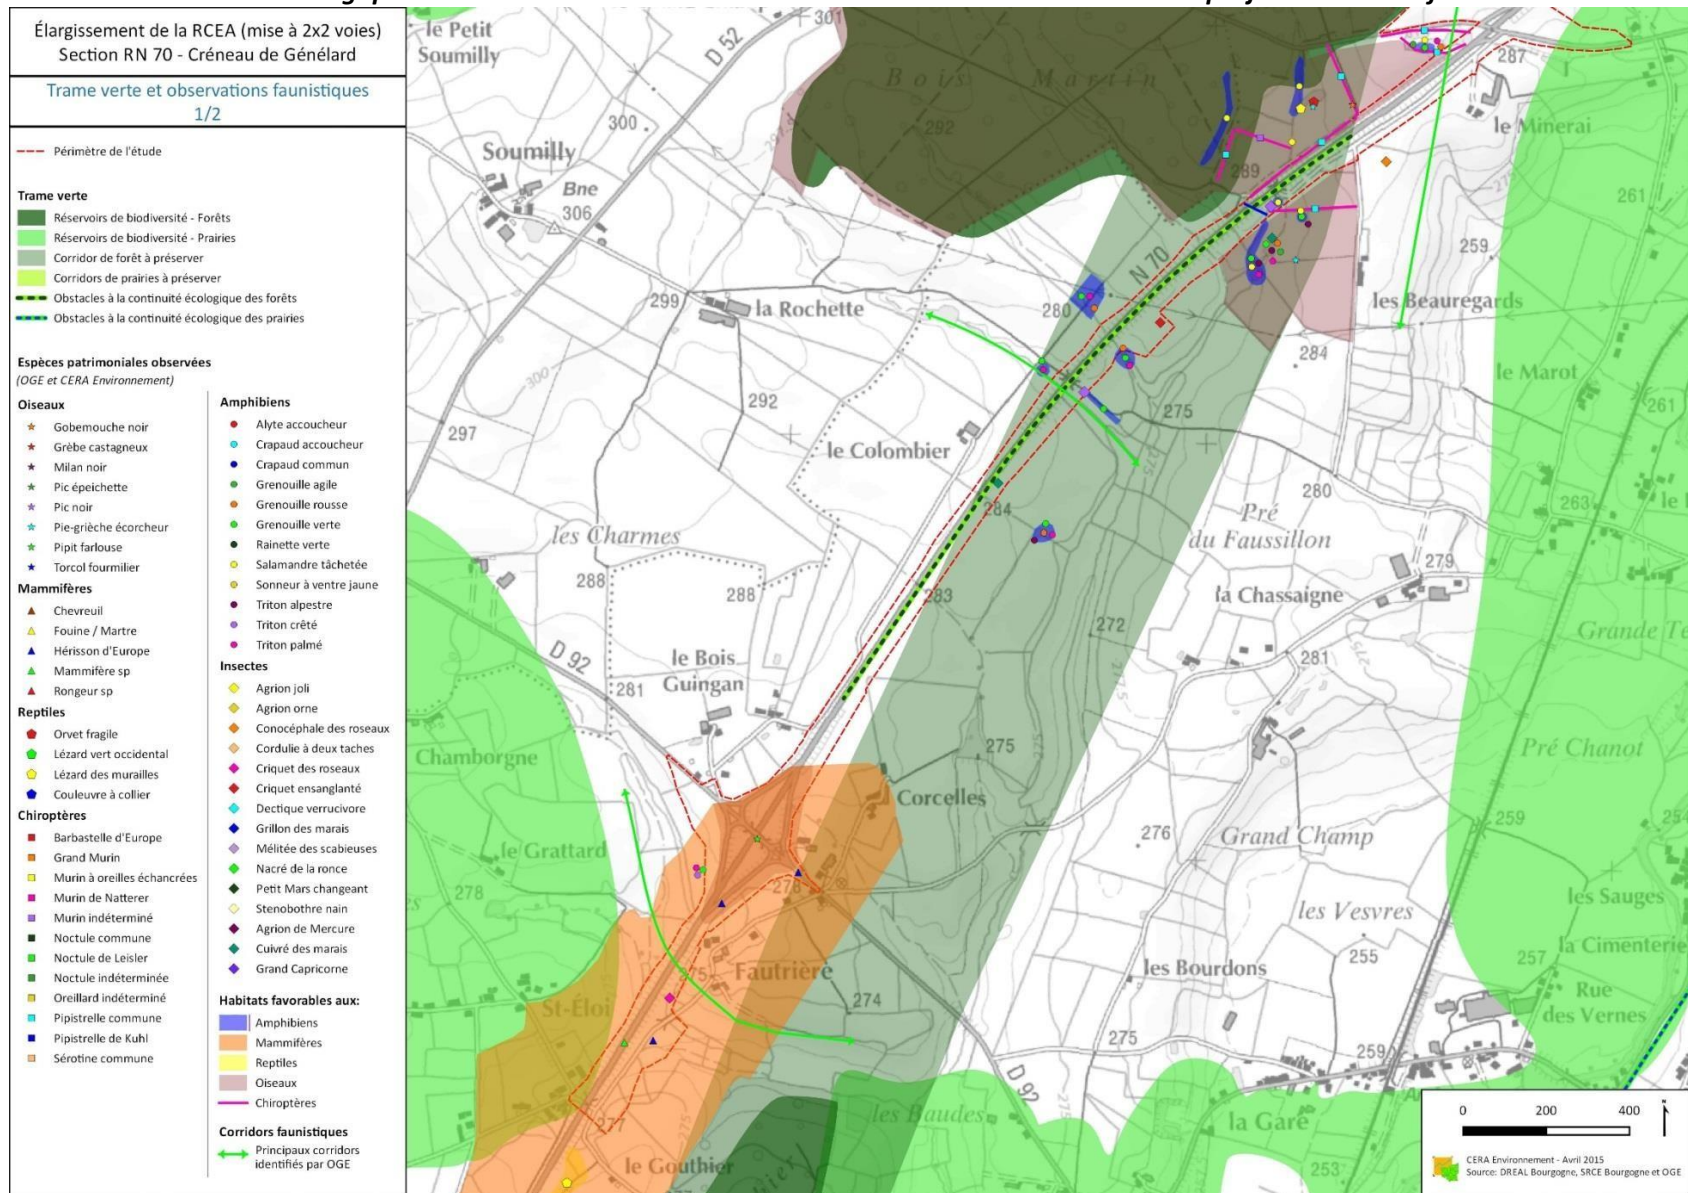 Élargissement de la RCEA (mise à 2x2 voies)
Section RN 70 - Créneau de Génélard
Trame verte et observations faunistiques
1/2
Périmètre de l'étude
Trame verte
Réservoirs de biodiversité - Forêts
Réservoirs de biodiversité - Prairies
Corridor de forêt à préserver
Corridors de prairies à préserver
Obstacles à la continuité écologique des forêts
Obstacles à la continuité écologique des prairies
Espèces patrimoniales observées
(OGE et CERA Environnement)
Oiseaux
Gobemouche noir
Grèbe castagneux
Milan noir
Pic épeichette
Pic noir
Pie-grièche écorcheur
Pipit farlouse
Torcol fourmilier
Mammifères
Chevreuil
Fouine / Martre
Hérisson d'Europe
Mammifère sp
Rongeur sp
Reptiles
Orvet fragile
Lézard vert occidental
Lézard des murailles
Couleuvre à collier
Chiroptères
Barbastelle d'Europe
Grand Murin
Murin à oreilles échancrées
Murin de Natterer
Murin indéterminé
Noctule commune
Noctule de Leisler
Noctule indéterminée
Oreillard indéterminé
Pipistrelle commune
Pipistrelle de Kuhl
Sérotine commune
Amphibiens
Alyte accoucheur
Crapaud accoucheur
Crapaud commun
Grenouille agile
Grenouille rousse
Grenouille verte
Rainette verte
Salamandre tâchetée
Sonneur à ventre jaune
Triton alpestre
Triton crêté
Triton palmé
Insectes
Agrion joli
Agrion orne
Conocéphale des roseaux
Cordulie à deux taches
Criquet des roseaux
Criquet ensanglanté
Dectique verrucivore
Grillon des marais
Mélitée des scabieuses
Nacré de la ronce
Petit Mars changeant
Stenobothre nain
Agrion de Mercure
Cuivré des marais
Grand Capricorne
Habitats favorables aux:
Amphibiens
Mammifères
Reptiles
Oiseaux
Chiroptères
Corridors faunistiques
Principaux corridors
identifiés par OGE
le Petit
Soumilly
D 52
301
Bois Martin
292
287
le Minerai
300
Soumilly
Bne
306
289
261
259
N 70
299
la Rochette
280
les Beauregards
284
300
292
275
le Marot
261
297
le Colombier
280
263
284
Pré
du Faussillon
les Charmes
288
288
283
279
la Chassaigne
272
Grande Te
D 92
le Bois
Guingan
281
281
275
Chamborgne
275
Pré Chanot
Corcelles
259
276
Grand Champ
le Grattard
278
278
les Sauges
les Vesvres
la Cimenterie
257
255
Fautrière
275
les Bourdons
274
St-Éloi
Rue
des Vernes
275
259
D 92
les Baudes
la Gare
277
275
275
le Gouthier
253
0 200 400
N
CERA Environnement - Avril 2015
Source: DREAL Bourgogne, SRCE Bourgogne et OGE